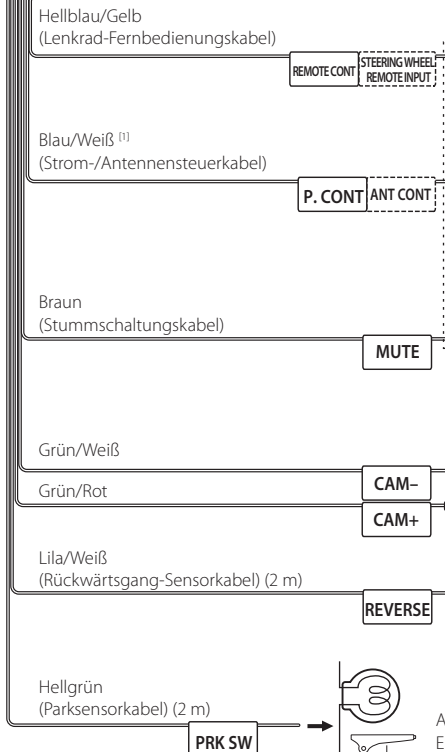 Hellblau/Gelb
(Lenkrad-Fernbedienungskabel)
REMOTE CONT
STEERING WHEEL
REMOTE INPUT
Blau/Weiß [1]
(Strom-/Antennensteuerkabel)
P. CONT
ANT CONT
Braun
(Stummschaltungskabel)
MUTE
Grün/Weiß
CAM–
Grün/Rot
CAM+
Lila/Weiß
(Rückwärtsgang-Sensorkabel) (2 m)
REVERSE
Hellgrün
(Parksensorkabel) (2 m)
PRK SW